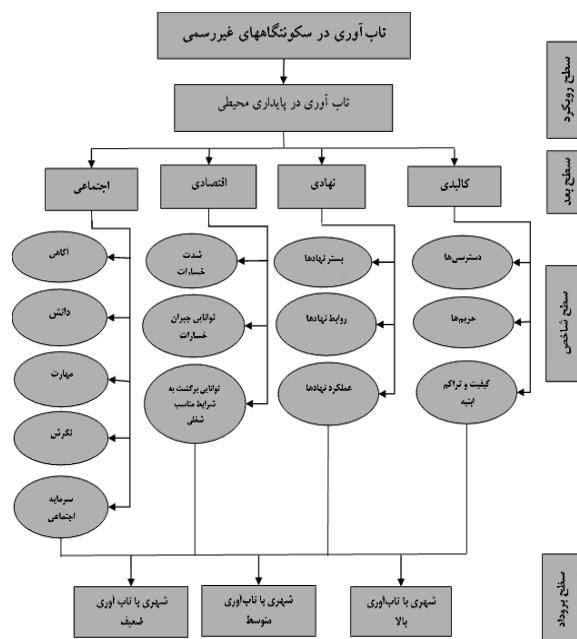 تاب آوری در سکونتگاههای غیررسمی
تاب آوری در پایداری محیطی
سطح رویکرد
کالبدی
نهادی
اقتصادی
اجتماعی
سطح بعد
دسترسی‌ها
حریم‌ها
کیفیت و تراکم
ابنیه
بستر نهادها
روابط نهادها
عملکرد نهادها
شدت
خسارات
توانایی جبران
خسارات
توانایی برگشت به
شرایط مناسب
شغلی
آگاهی
دانش
مهارت
نگرش
سرمایه
اجتماعی
سطح شاخص
شهری با تاب‌آوری
بالا
شهری با تاب‌آوری
متوسط
شهری با تاب آوری
ضعیف
سطح بروداد